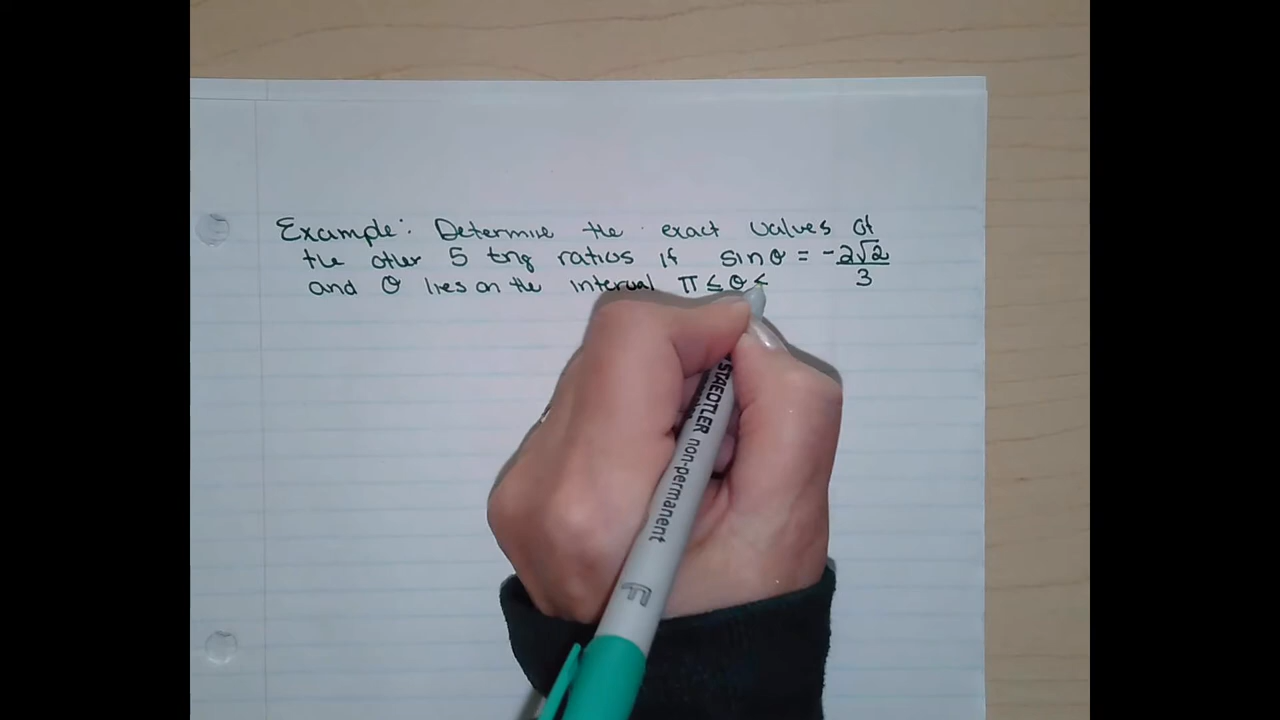 Example: Determine the exact values of
the other 5 trig ratios if sin θ = -2√2/3
and θ lies on the interval π ≤ θ ≤
STAEDTLER non-permanent
F